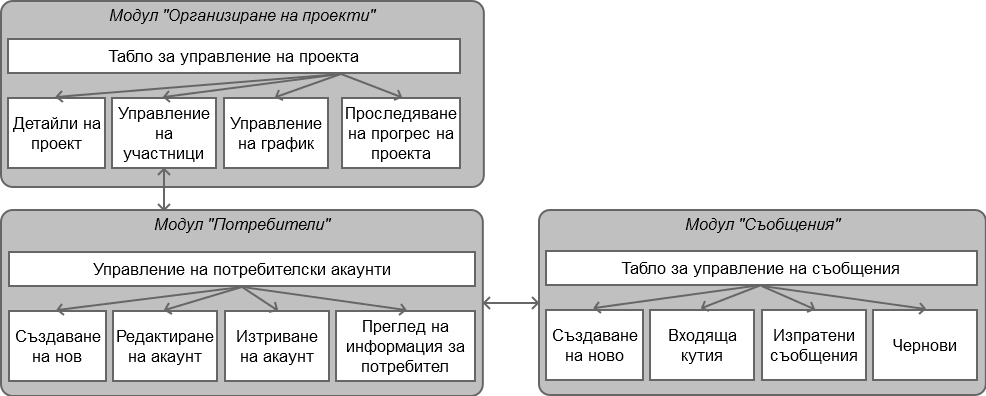 Модул "Организиране на проекти"
Табло за управление на проекта
Детайли на
проект
Управление
на
участници
Управление
на график
Проследяване
на прогрес на
проекта
Модул "Потребители"
Управление на потребителски акаунти
Създаване
на нов
Редактиране
на акаунт
Изтриване
на акаунт
Преглед на
информация за
потребител
Модул "Съобщения"
Табло за управление на съобщения
Създаване
на ново
Входяща
кутия
Изпратени
съобщения
Чернови